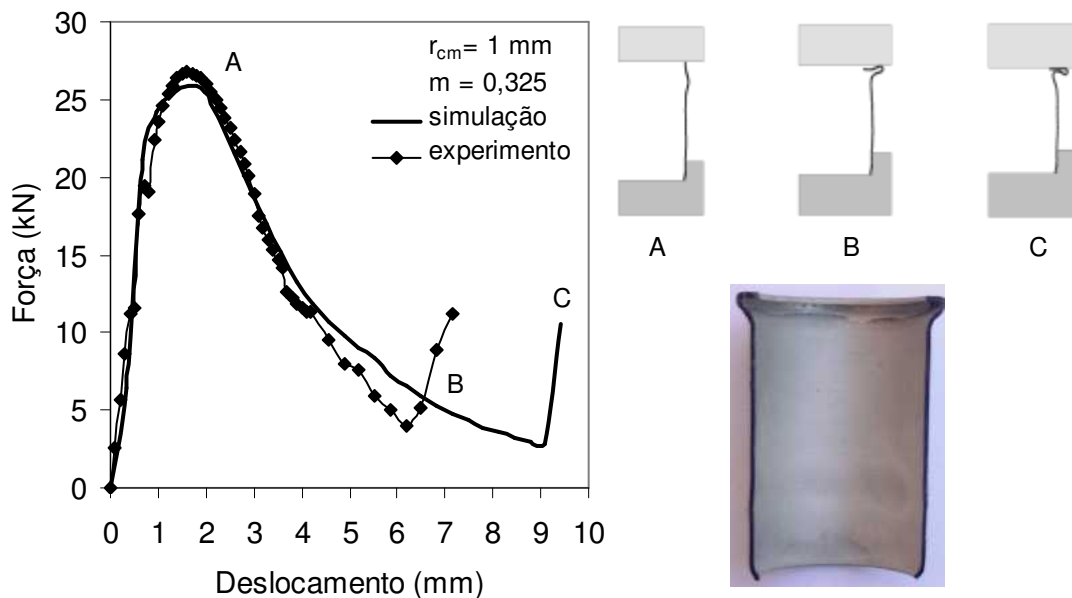 30
25
20
15
10
5
0
Força (kN)
0 1 2 3 4 5 6 7 8 9 10
Deslocamento (mm)
r_cm= 1 mm
m = 0,325
simulação
experimento
A
B
C
A B C